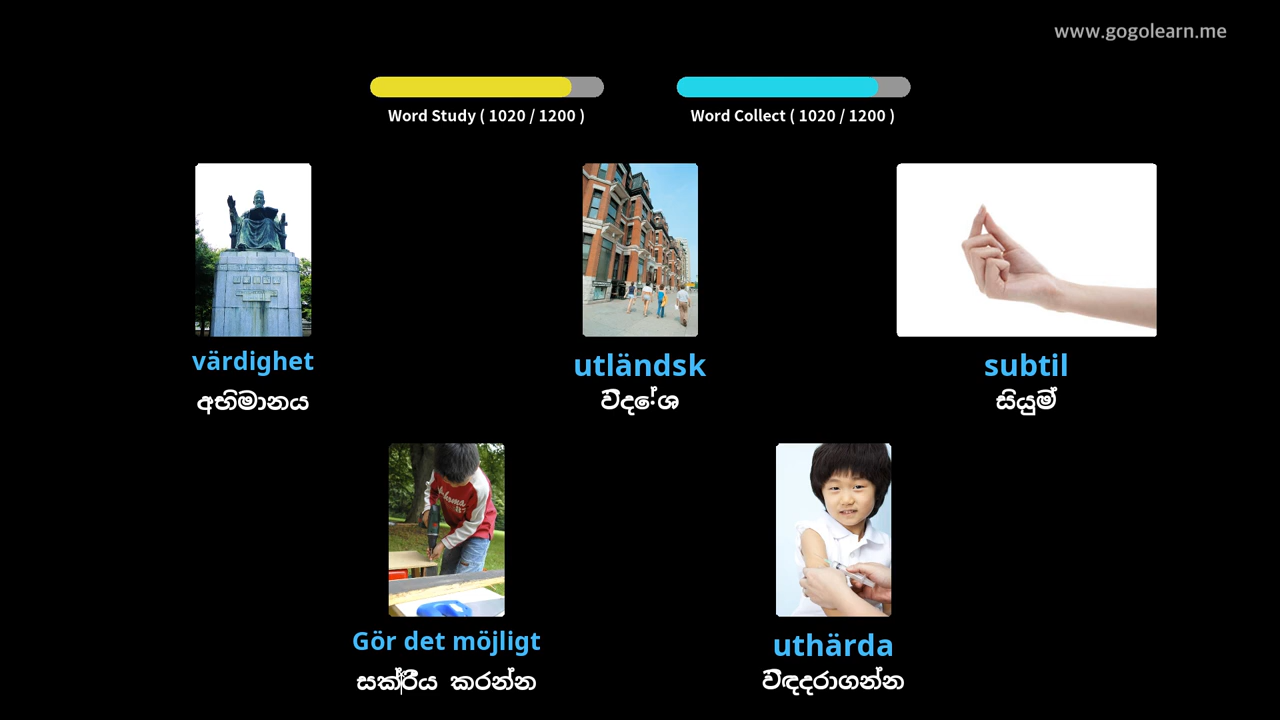 www.gogolearn.me
Word Study ( 1020 / 1200 )
Word Collect ( 1020 / 1200 )
värdighet
අභිමානය
utländsk
විදේශ
subtil
සියුම්
Gör det möjligt
සක්රීය කරන්න
uthärda
විඳදරාගන්න